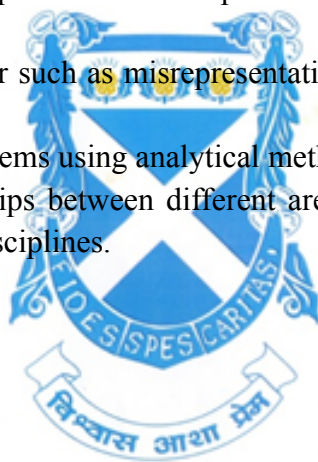 r such as misrepresentati
ems using analytical meth
ips between different are
sciplines.
FIDES SPES CARITAS.
विश्वास आशा प्रेम